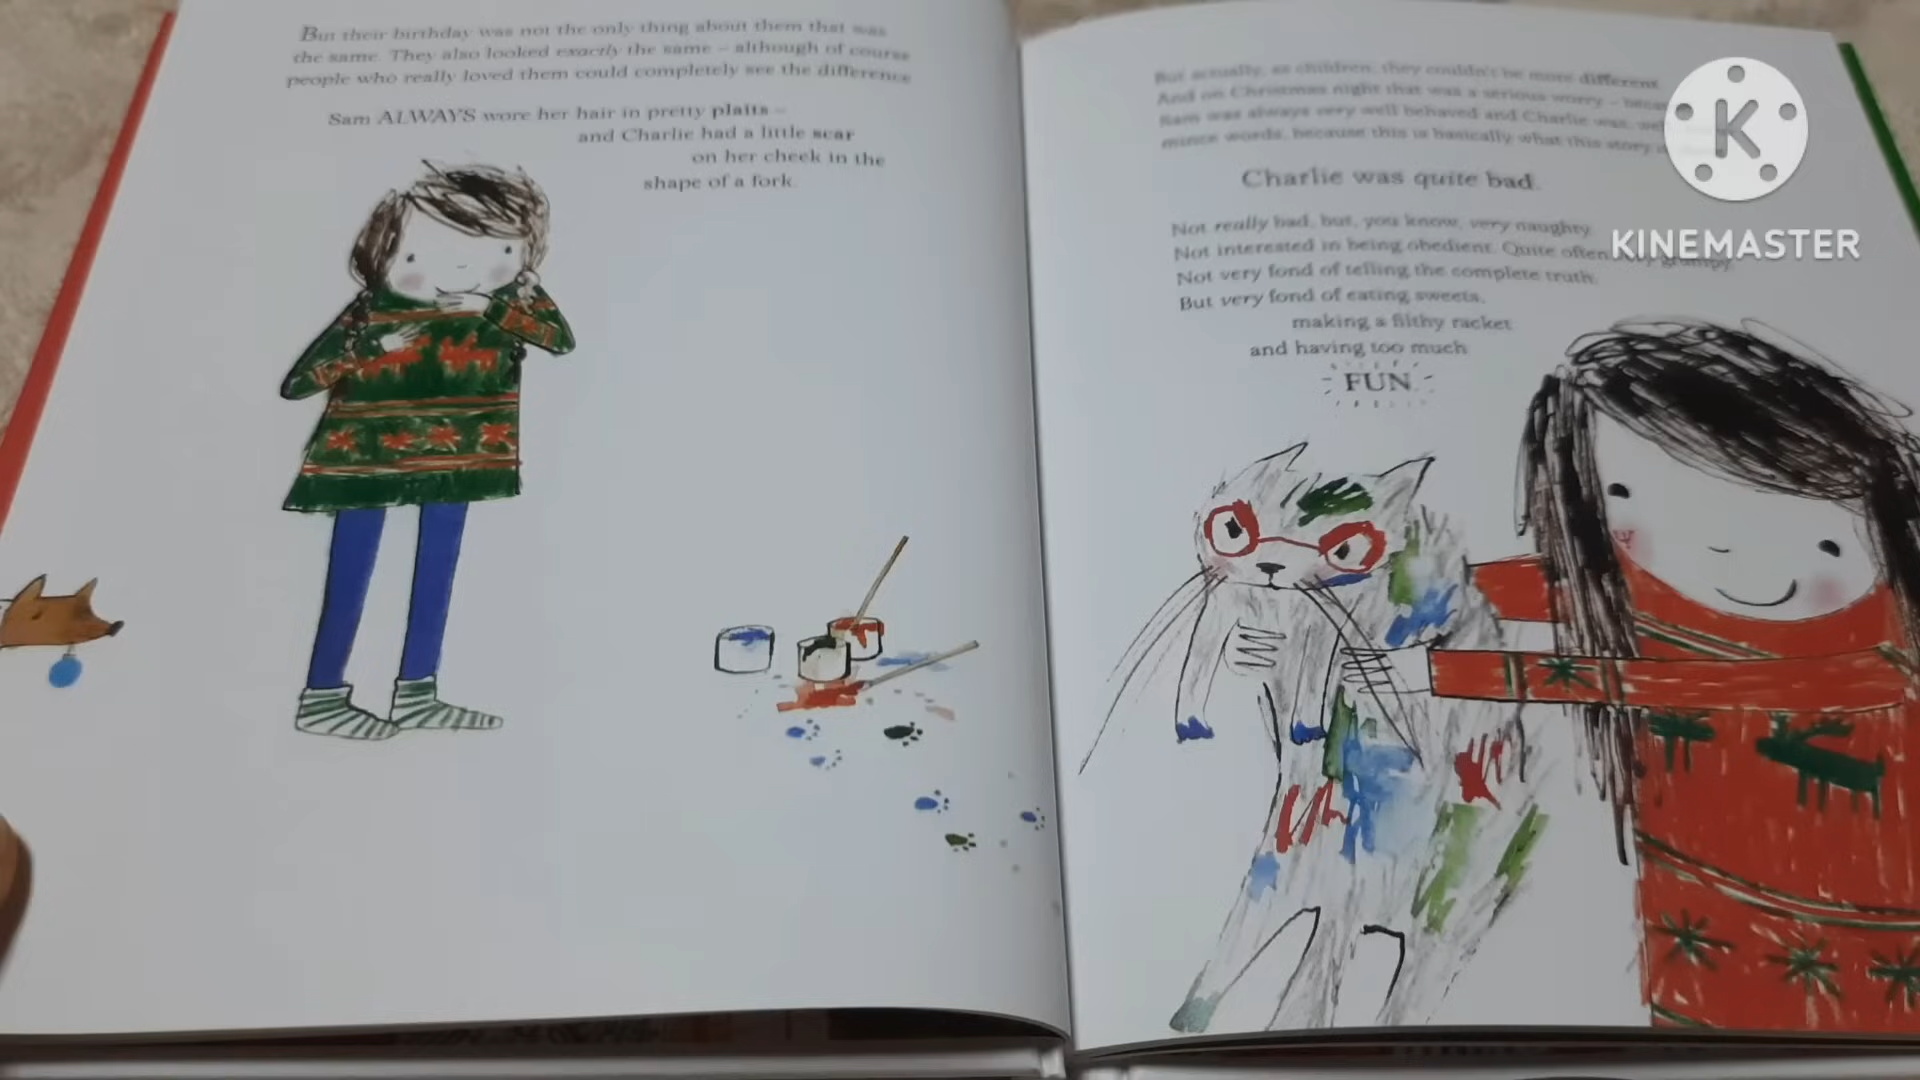 But their birthday was not the only thing about them that was
the same. They also looked exactly the same – although of course
people who really loved them could completely see the difference
Sam ALWAYS wore her hair in pretty plaits –
and Charlie had a little scar
on her cheek in the
shape of a fork.
But actually, as children, they couldn't be more different.
And on Christmas night that was a serious worry –
Sam was always very well behaved and Charlie was,
mince words, because this is basically what this story
Charlie was quite bad.
Not really bad, but, you know, very naughty.
Not interested in being obedient. Quite often grumpy.
Not very fond of telling the complete truth.
But very fond of eating sweets,
making a filthy racket
and having too much
FUN.
K
KINEMASTER